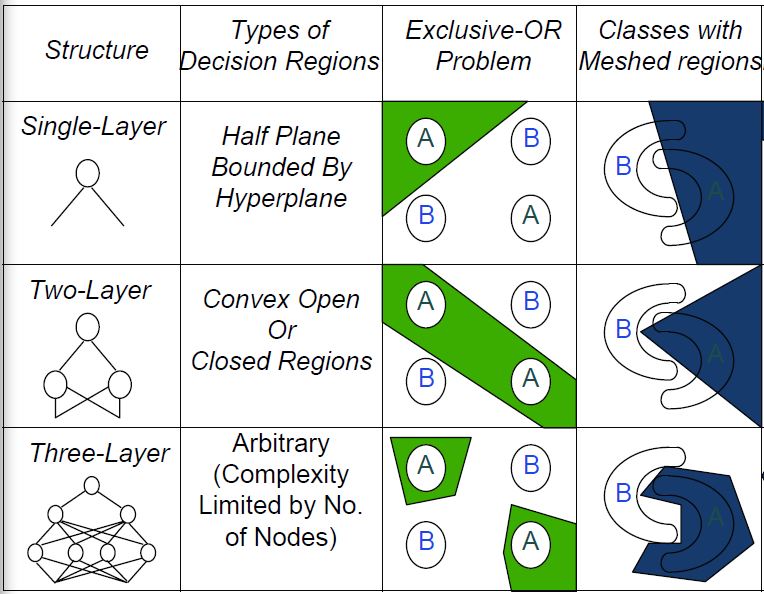 Structure
Types of
Decision Regions
Exclusive-OR
Problem
Classes with
Meshed regions
Single-Layer
Half Plane
Bounded By
Hyperplane
A
B
B
A
B
A
Two-Layer
Convex Open
Or
Closed Regions
A
B
B
A
B
A
Three-Layer
Arbitrary
(Complexity
Limited by No.
of Nodes)
A
B
B
A
B
A